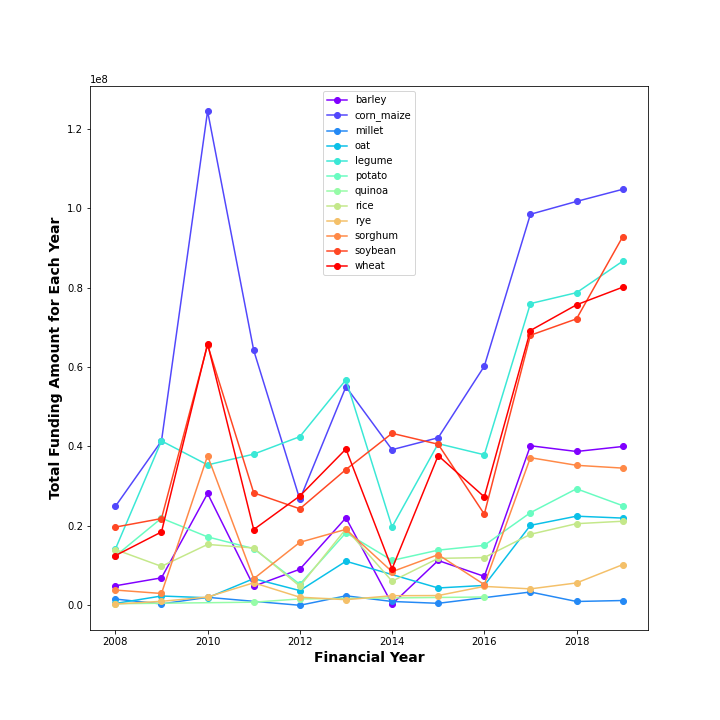 1e8
1.2
1.0
0.8
0.6
0.4
0.2
0.0
Total Funding Amount for Each Year
barley
corn_maize
millet
oat
legume
potato
quinoa
rice
rye
sorghum
soybean
wheat
2008 2010 2012 2014 2016 2018
Financial Year